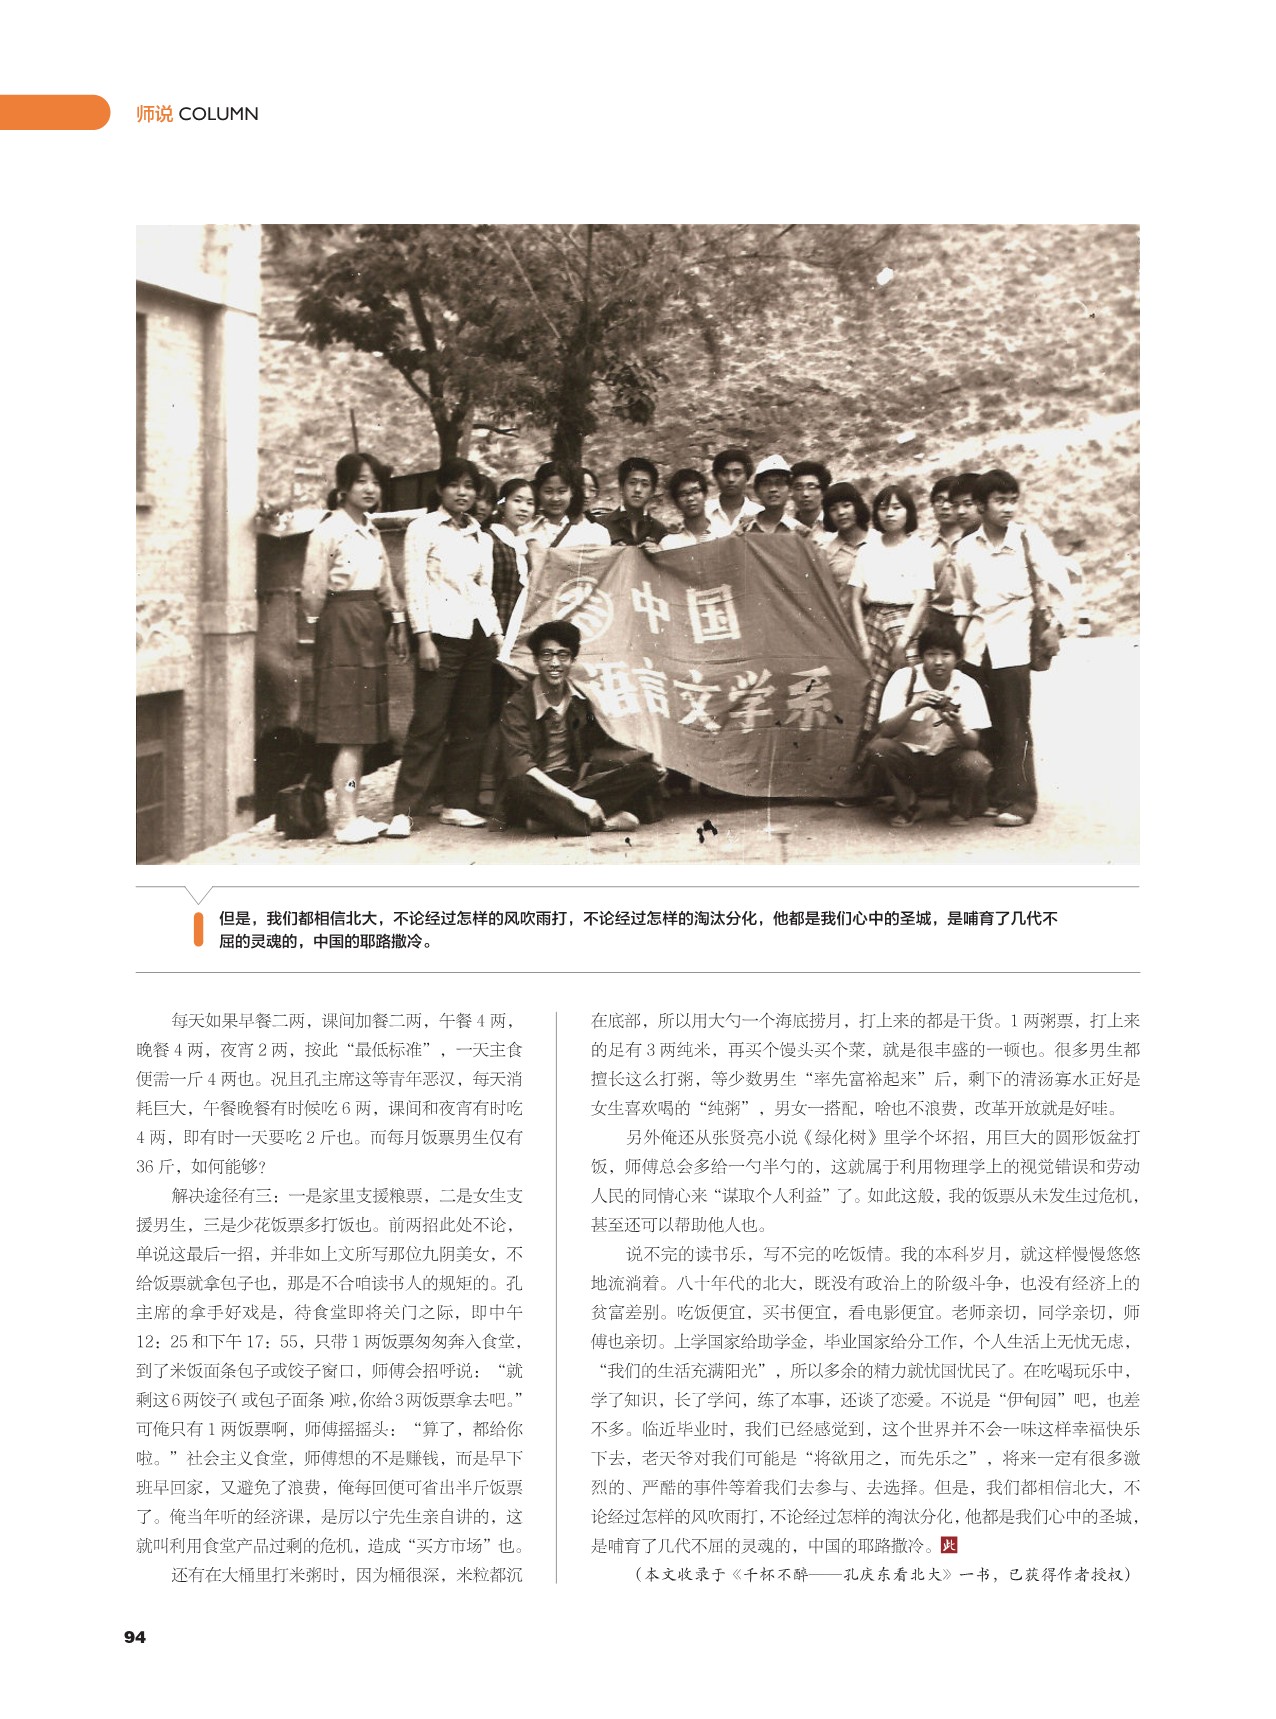 师说 COLUMN
中国
语言文学系
但是，我们都相信北大，不论经过怎样的风吹雨打，不论经过怎样的淘汰分化，他都是我们心中的圣城，是哺育了几代不
屈的灵魂的，中国的耶路撒冷。
每天如果早餐二两，课间加餐二两，午餐 4 两，
晚餐 4 两，夜宵 2 两，按此“最低标准”，一天主食
便需一斤 4 两也。况且孔主席这等青年恶汉，每天消
耗巨大，午餐晚餐有时候吃 6 两，课间和夜宵有时吃
4 两，即有时一天要吃 2 斤也。而每月饭票男生仅有
36 斤，如何能够？
解决途径有三：一是家里支援粮票，二是女生支
援男生，三是少花饭票多打饭也。前两招此处不论，
单说这最后一招，并非如上文所写那位九阴美女，不
给饭票就拿包子也，那是不合咱读书人的规矩的。孔
主席的拿手好戏是，待食堂即将关门之际，即中午
12：25 和下午 17：55，只带 1 两饭票匆匆奔入食堂，
到了米饭面条包子或饺子窗口，师傅会招呼说：“就
剩这 6 两饺子（或包子面条）啦，你给 3 两饭票拿去吧。”
可俺只有 1 两饭票啊，师傅摇摇头：“算了，都给你
啦。”社会主义食堂，师傅想的不是赚钱，而是早下
班早回家，又避免了浪费，俺每回便可省出半斤饭票
了。俺当年听的经济课，是厉以宁先生亲自讲的，这
就叫利用食堂产品过剩的危机，造成“买方市场”也。
还有在大桶里打米粥时，因为桶很深，米粒都沉
在底部，所以用大勺一个海底捞月，打上来的都是干货。1 两粥票，打上来
的足有 3 两纯米，再买个馒头买个菜，就是很丰盛的一顿也。很多男生都
擅长这么打粥，等少数男生“率先富裕起来”后，剩下的清汤寡水正好是
女生喜欢喝的“纯粥”，男女一搭配，啥也不浪费，改革开放就是好哇。
另外俺还从张贤亮小说《绿化树》里学个坏招，用巨大的圆形饭盆打
饭，师傅总会多给一勺半勺的，这就属于利用物理学上的视觉错误和劳动
人民的同情心来“谋取个人利益”了。如此这般，我的饭票从未发生过危机，
甚至还可以帮助他人也。
说不完的读书乐，写不完的吃饭情。我的本科岁月，就这样慢慢悠悠
地流淌着。八十年代的北大，既没有政治上的阶级斗争，也没有经济上的
贫富差别。吃饭便宜，买书便宜，看电影便宜。老师亲切，同学亲切，师
傅也亲切。上学国家给助学金，毕业国家给分工作，个人生活上无忧无虑，
“我们的生活充满阳光”，所以多余的精力就忧国忧民了。在吃喝玩乐中，
学了知识，长了学问，练了本事，还谈了恋爱。不说是“伊甸园”吧，也差
不多。临近毕业时，我们已经感觉到，这个世界并不会一味这样幸福快乐
下去，老天爷对我们可能是“将欲用之，而先乐之”，将来一定有很多激
烈的、严酷的事件等着我们去参与、去选择。但是，我们都相信北大，不
论经过怎样的风吹雨打，不论经过怎样的淘汰分化，他都是我们心中的圣城，
是哺育了几代不屈的灵魂的，中国的耶路撒冷。此
（本文收录于《千杯不醉——孔庆东看北大》一书，已获得作者授权）
94